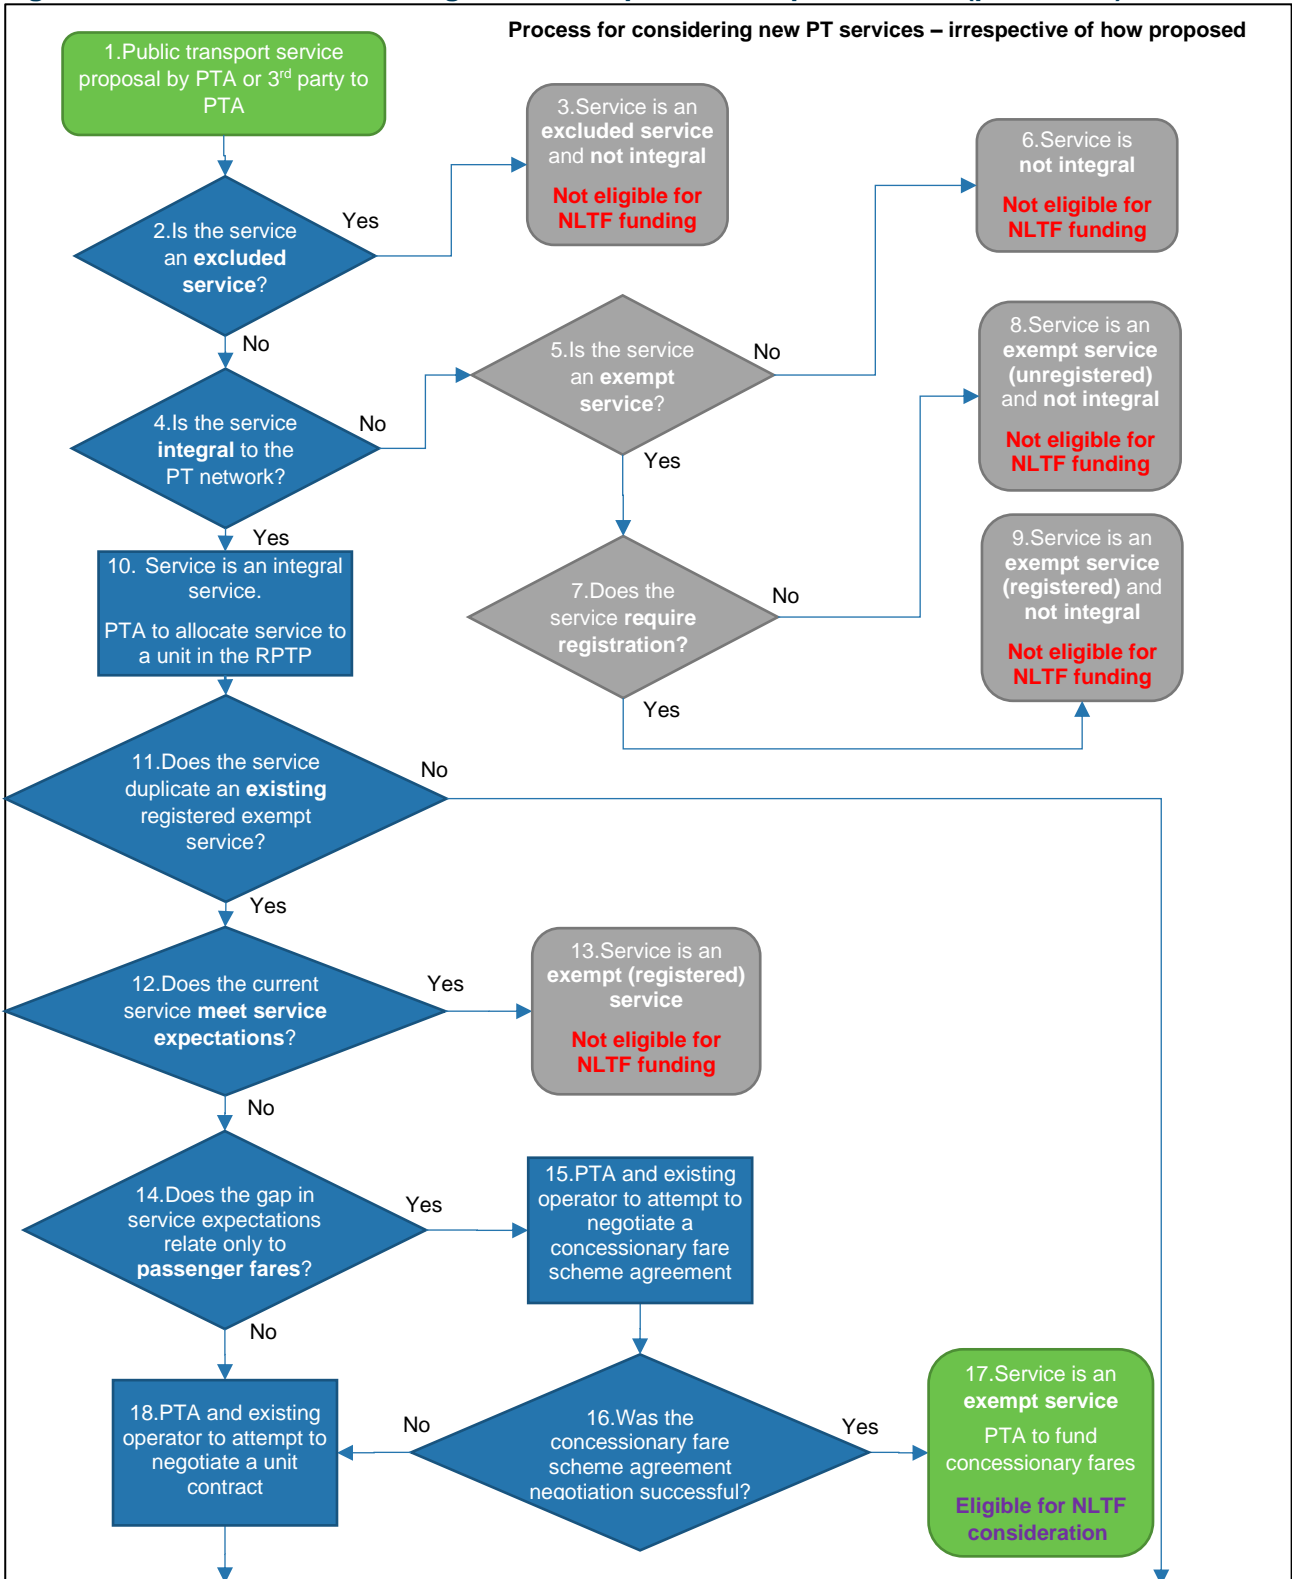 Process for considering new PT services – irrespective of how proposed
1.Public transport service
proposal by PTA or 3rd party to
PTA
2.Is the service
an excluded
service?
Yes
No
3.Service is an
excluded service
and not integral
Not eligible for
NLTF funding
4.Is the service
integral to the
PT network?
No
Yes
5.Is the service
an exempt
service?
No
Yes
6.Service is
not integral
Not eligible for
NLTF funding
7.Does the
service require
registration?
No
Yes
8.Service is an
exempt service
(unregistered)
and not integral
Not eligible for
NLTF funding
9.Service is an
exempt service
(registered) and
not integral
Not eligible for
NLTF funding
10. Service is an integral
service.
PTA to allocate service to
a unit in the RPTP
11.Does the service
duplicate an existing
registered exempt
service?
No
Yes
12.Does the current
service meet service
expectations?
Yes
No
13.Service is an
exempt (registered)
service
Not eligible for
NLTF funding
14.Does the gap in
service expectations
relate only to
passenger fares?
Yes
No
15.PTA and existing
operator to attempt to
negotiate a
concessionary fare
scheme agreement
16.Was the
concessionary fare
scheme agreement
negotiation successful?
No
Yes
17.Service is an
exempt service
PTA to fund
concessionary fares
Eligible for NLTF
consideration
18.PTA and existing
operator to attempt to
negotiate a unit
contract